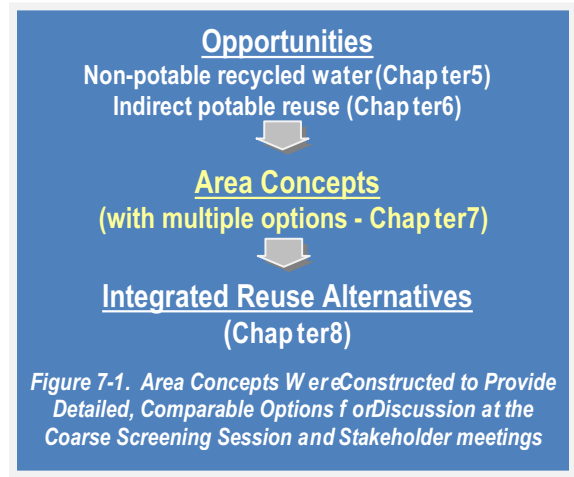 Opportunities
Non-potable recycled water (Chap ter5)
Indirect potable reuse (Chap ter6)
Area Concepts
(with multiple options - Chap ter7)
Integrated Reuse Alternatives
(Chap ter8)
Figure 7-1. Area Concepts W ereConstructed to Provide
Detailed, Comparable Options f orDiscussion at the
Coarse Screening Session and Stakeholder meetings